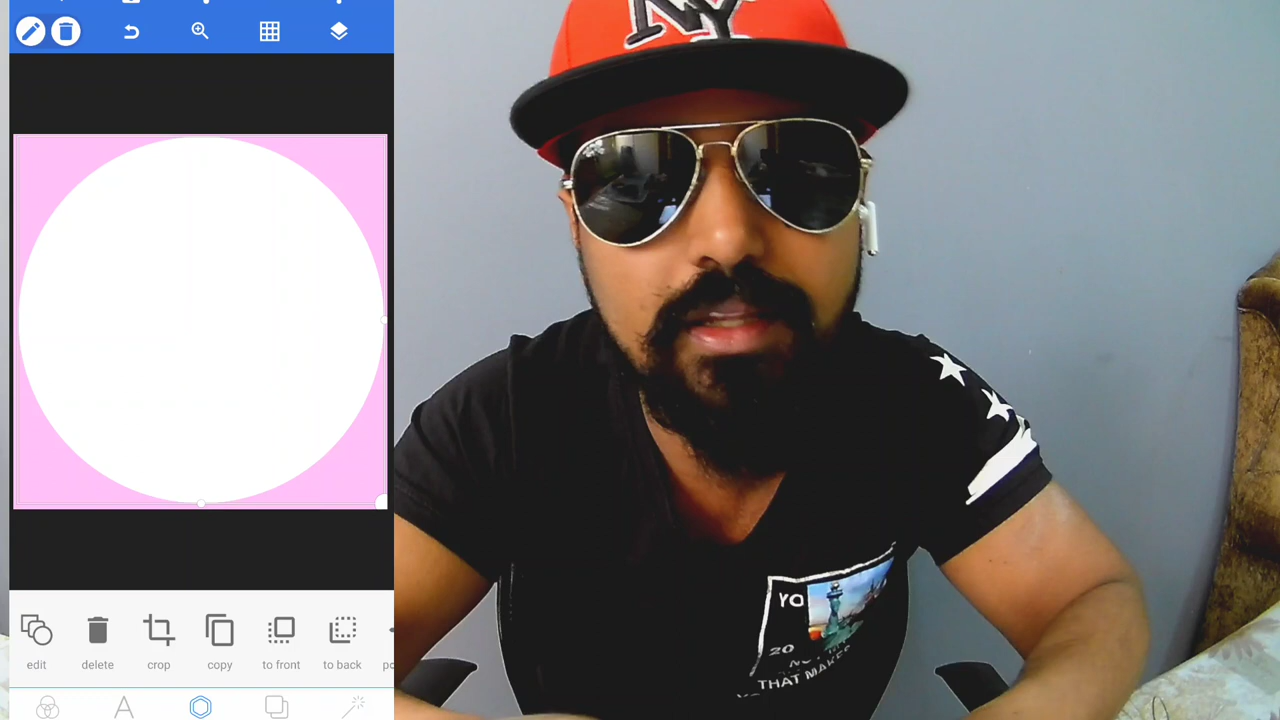 edit
delete
crop
copy
to front
to back
NY
YO
20
THAT MAKES